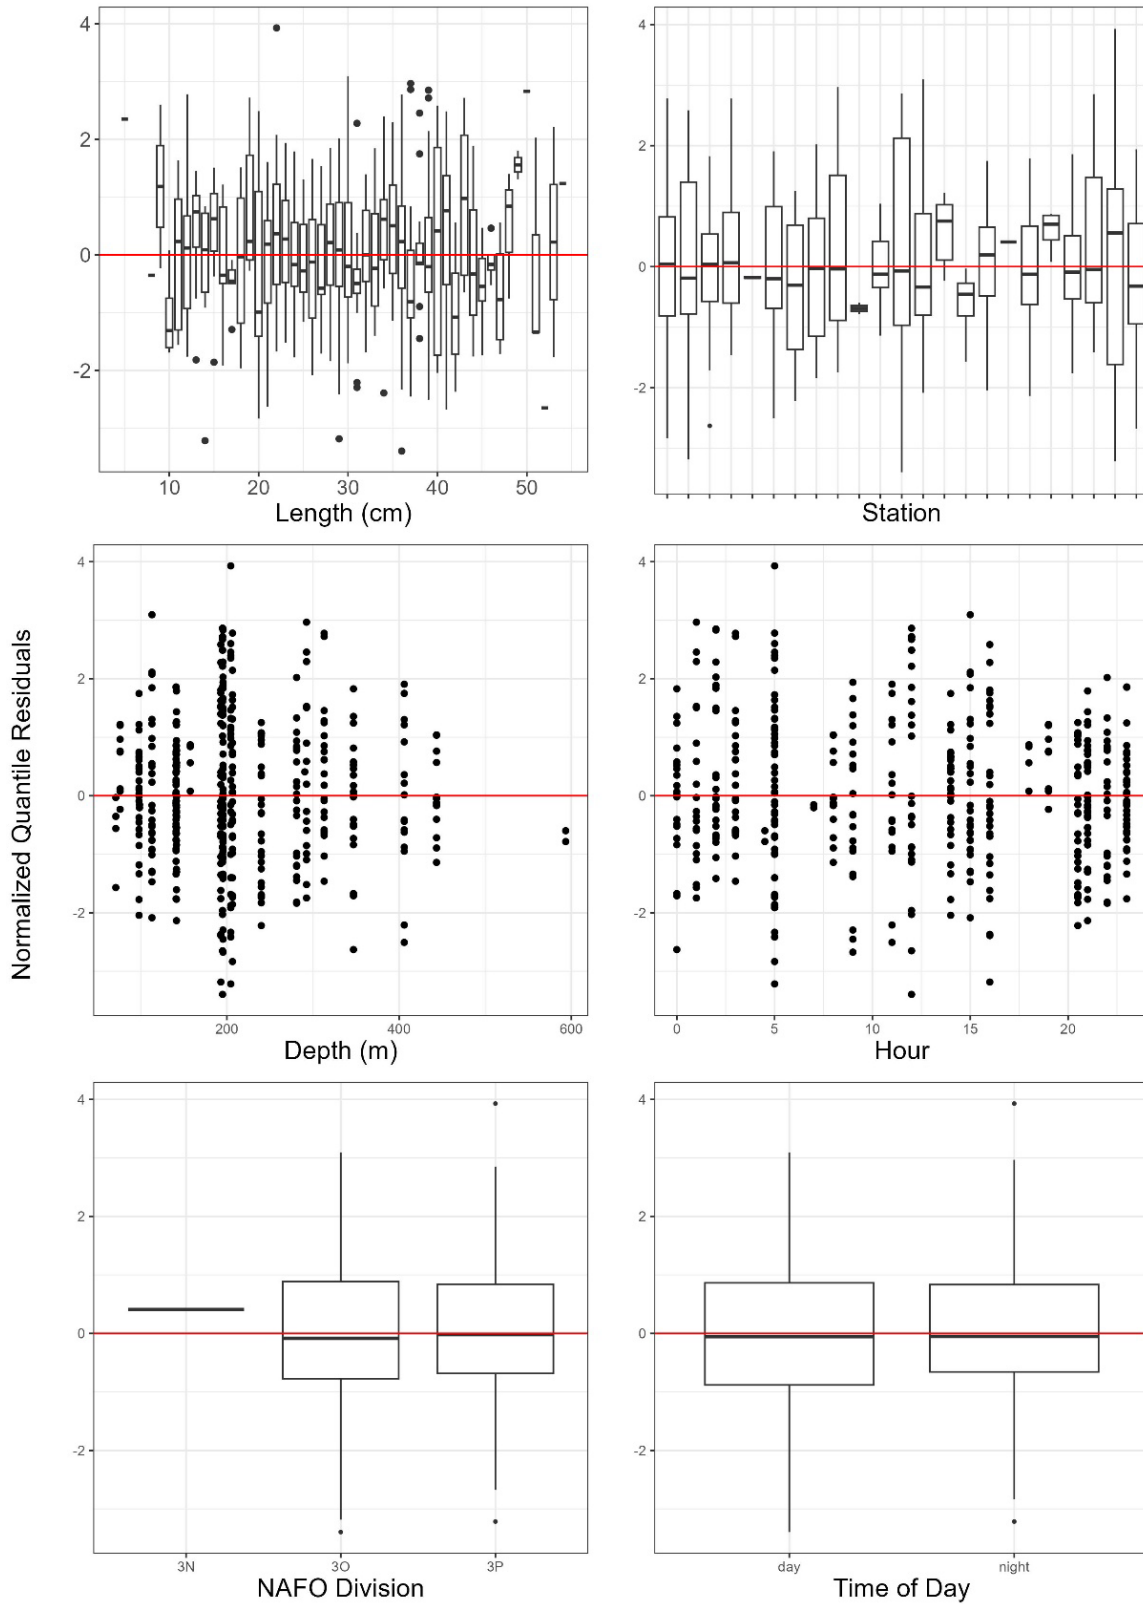 4
2
0
-2
10 20 30 40 50
Length (cm)
4
2
0
-2
Station
Normalized Quantile Residuals
4
2
0
-2
200 400 600
Depth (m)
4
2
0
-2
0 5 10 15 20
Hour
4
2
0
-2
3N 3O 3P
NAFO Division
4
2
0
-2
day night
Time of Day